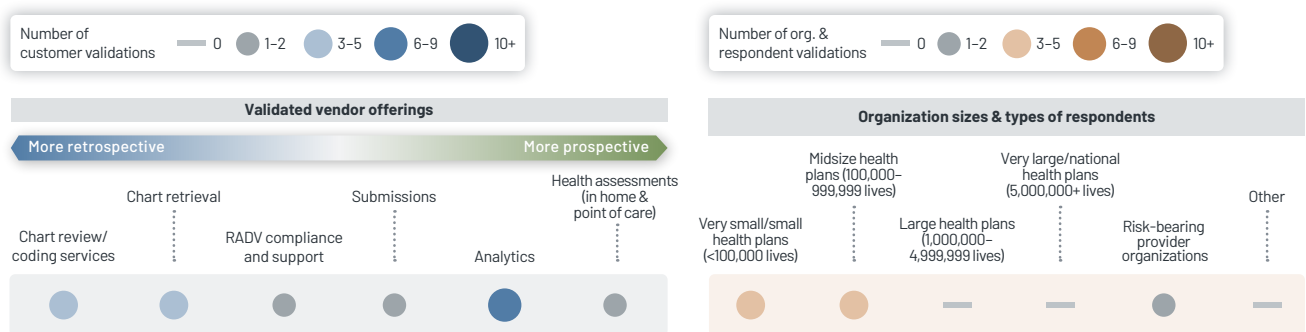 Number of
customer validations
0
1–2
3–5
6–9
10+
Number of org. &
respondent validations
0
1–2
3–5
6–9
10+
Validated vendor offerings
More retrospective
More prospective
Chart review/
coding services
Chart retrieval
RADV compliance
and support
Submissions
Analytics
Health assessments
(in home &
point of care)
Organization sizes & types of respondents
Very small/small
health plans
(<100,000 lives)
Midsize health
plans (100,000–
999,999 lives)
Large health plans
(1,000,000–
4,999,999 lives)
Very large/national
health plans
(5,000,000+ lives)
Risk-bearing
provider
organizations
Other